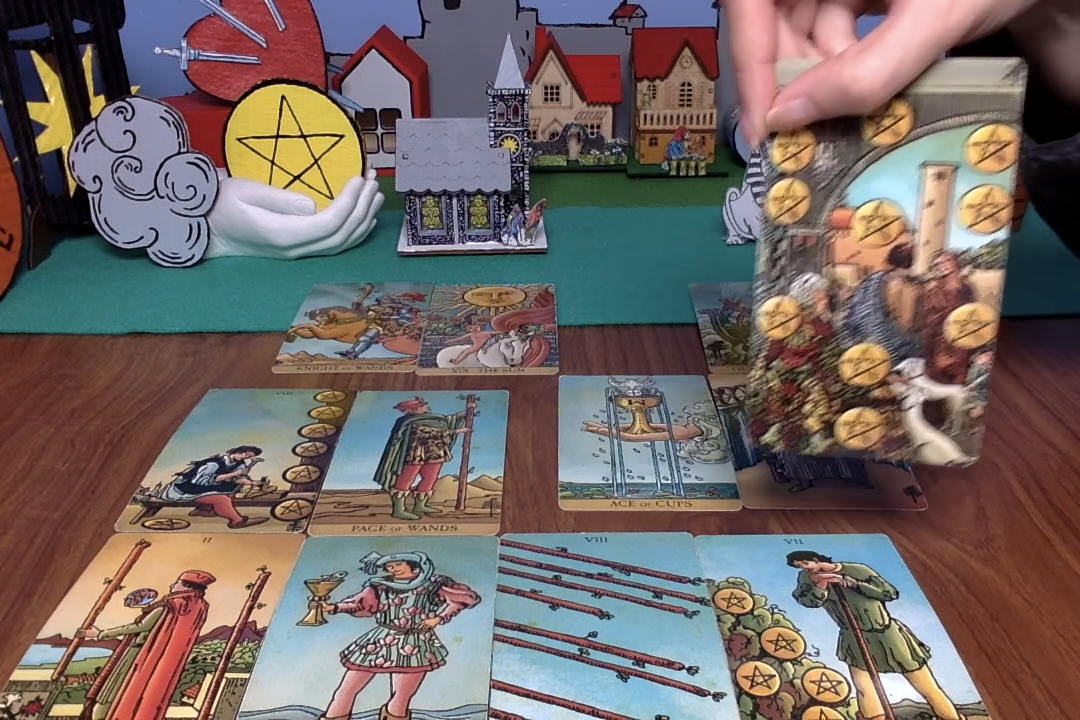 KNIGHT OF WANDS
XIX THE SUN
VIII
PAGE OF WANDS
ACE OF CUPS
II
VIII
VII